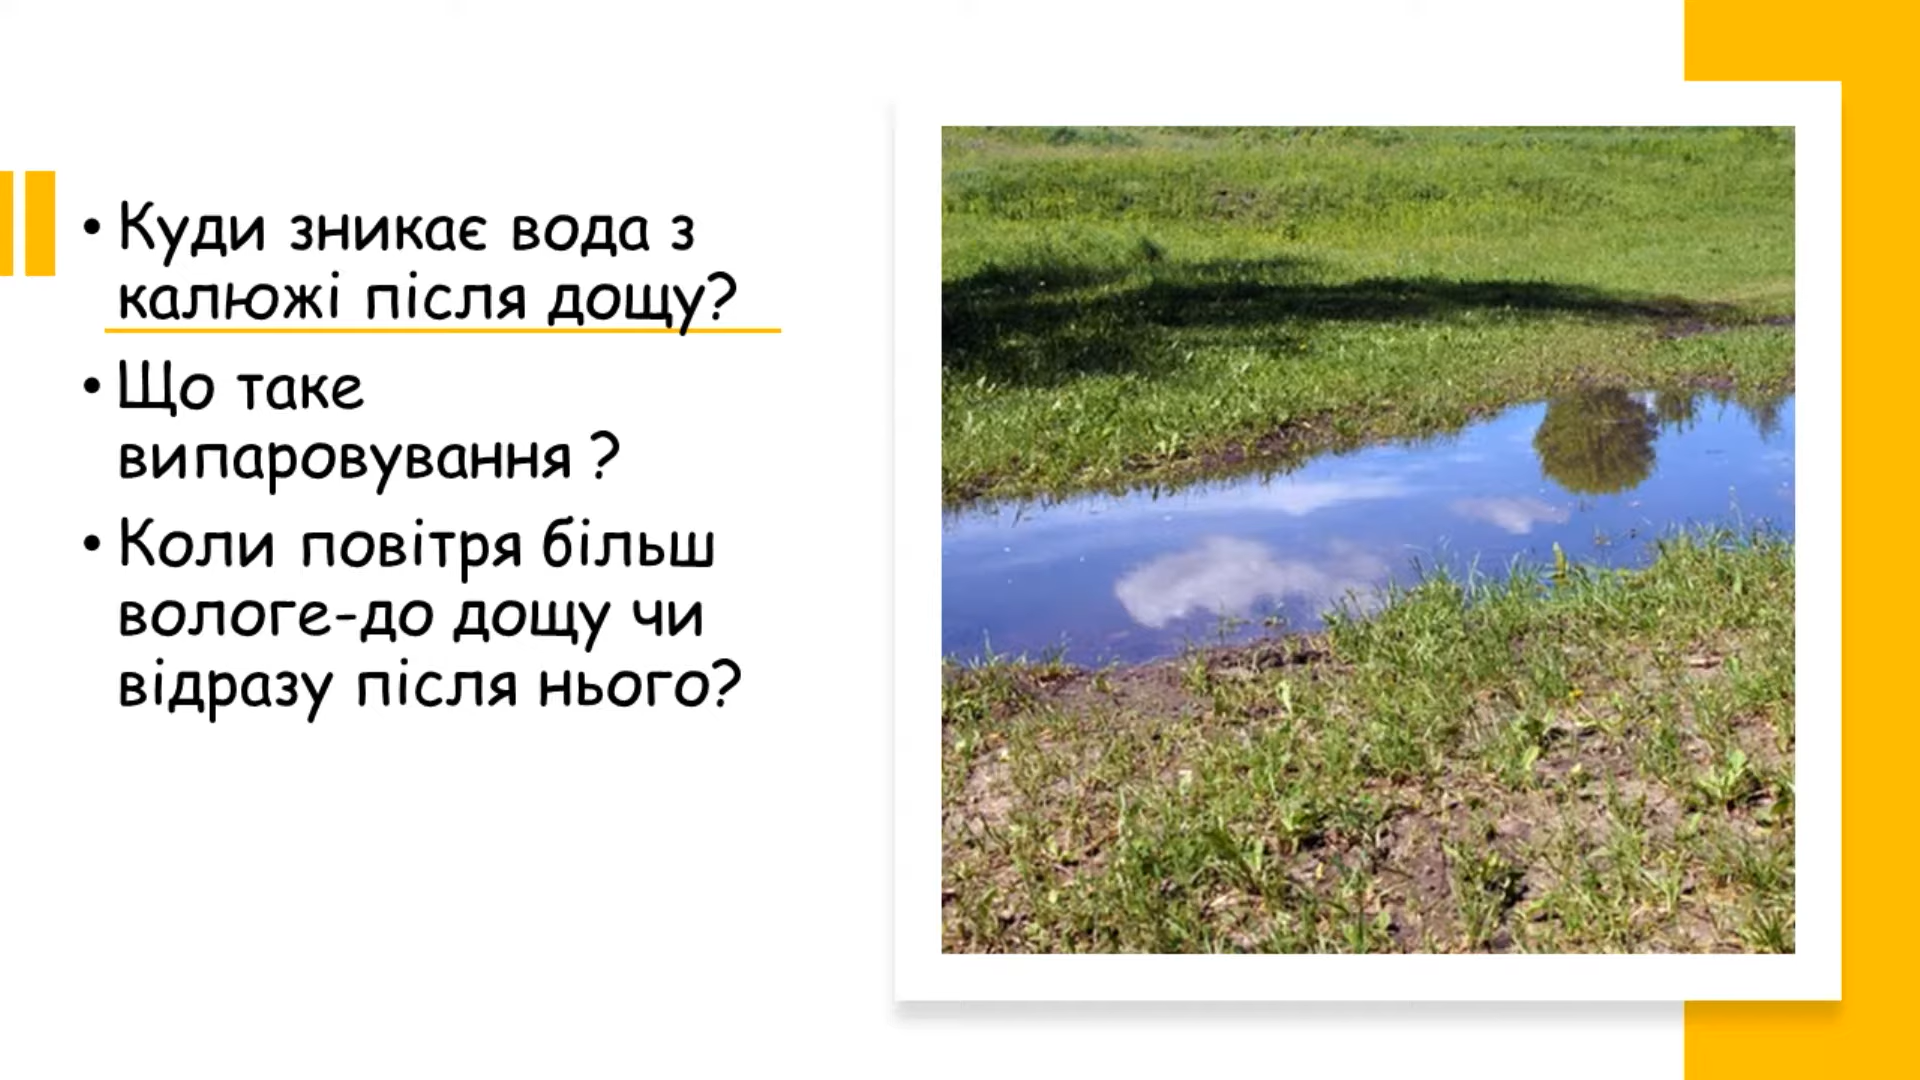 • Куди зникає вода з
калюжі після дощу?
• Що таке
випаровування ?
• Коли повітря більш
вологе-до дощу чи
відразу після нього?